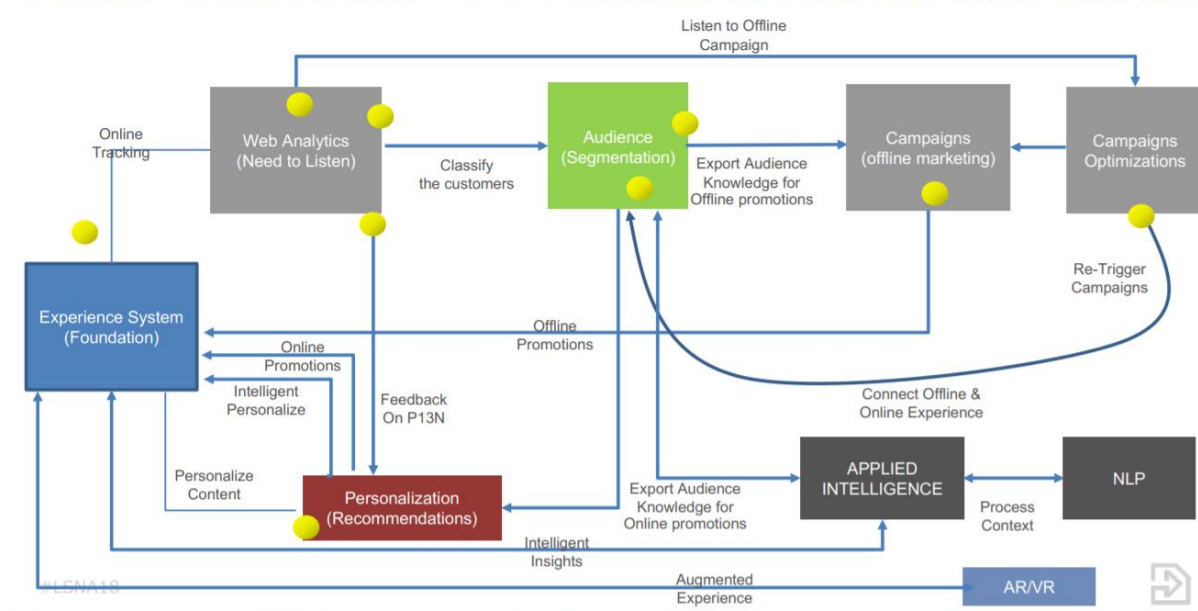 Listen to Offline
Campaign
Online
Tracking
Web Analytics
(Need to Listen)
Classify
the customers
Audience
(Segmentation)
Export Audience
Knowledge for
Offline promotions
Campaigns
(offline marketing)
Campaigns
Optimizations
Re-Trigger
Campaigns
Experience System
(Foundation)
Offline
Promotions
Online
Promotions
Intelligent
Personalize
Feedback
On P13N
Connect Offline &
Online Experience
Personalize
Content
Personalization
(Recommendations)
Export Audience
Knowledge for
Online promotions
APPLIED
INTELLIGENCE
Process
Context
NLP
Intelligent
Insights
#LSNA18
Augmented
Experience
AR/VR